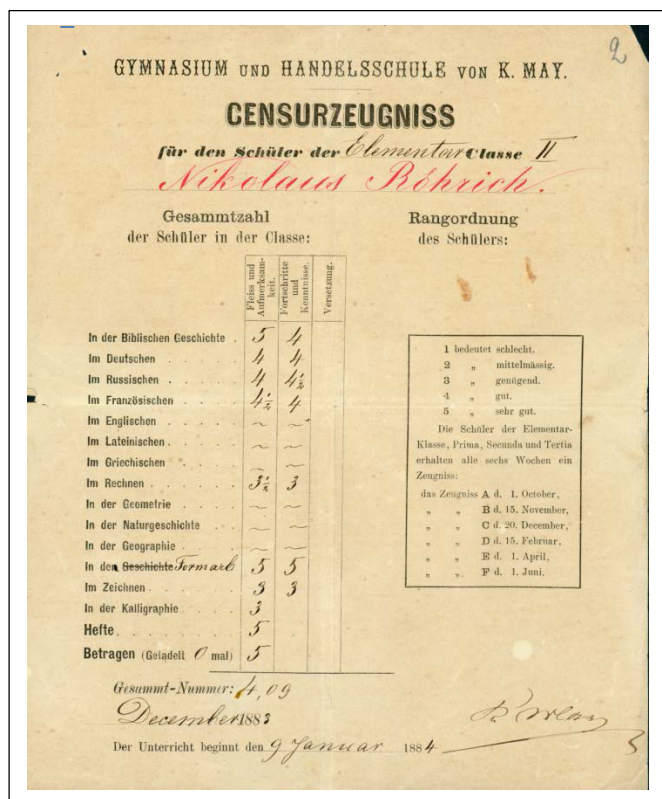 2
GYMNASIUM UND HANDELSSCHULE VON K. MAY.
CENSURZEUGNISS
für den Schüler der Elementar Classe II
Nikolaus Röhrich.
Gesammtzahl
der Schüler in der Classe:
Rangordnung
des Schülers:
Fleiss und Aufmerksam-keit.
Fortschritte und Kenntnisse.
Versetzung.
In der Biblischen Geschichte . 5 4
Im Deutschen . . . . . 4 4
Im Russischen . . . . . 4 4½
Im Französischen . . . . 4½ 4
Im Englischen . . . . . ~ ~
Im Lateinischen . . . . . ~ ~
Im Griechischen . . . . . ~ ~
Im Rechnen . . . . . 3½ 3
In der Geometrie . . . . ~ ~
In der Naturgeschichte . . ~ ~
In der Geographie . . . . ~ ~
In der Geschichte Formarb 5 5
Im Zeichnen . . . . . 3 3
In der Kalligraphie . . . . 3
Hefte . . . . . 5
Betragen (Getadelt 0 mal) 5
1 bedeutet schlecht.
2 „ mittelmässig.
3 „ genügend.
4 „ gut.
5 „ sehr gut.
Die Schüler der Elementar-
Klasse, Prima, Secunda und Tertia
erhalten alle sechs Wochen ein
Zeugniss:
das Zeugniss A d. 1. October,
„ „ B d. 15. November,
„ „ C d. 20. December,
„ „ D d. 15. Februar,
„ „ E d. 1. April,
„ „ F d. 1. Juni.
Gesammt-Nummer: 4,09
December 1883
Der Unterricht beginnt den 9 Januar 1884